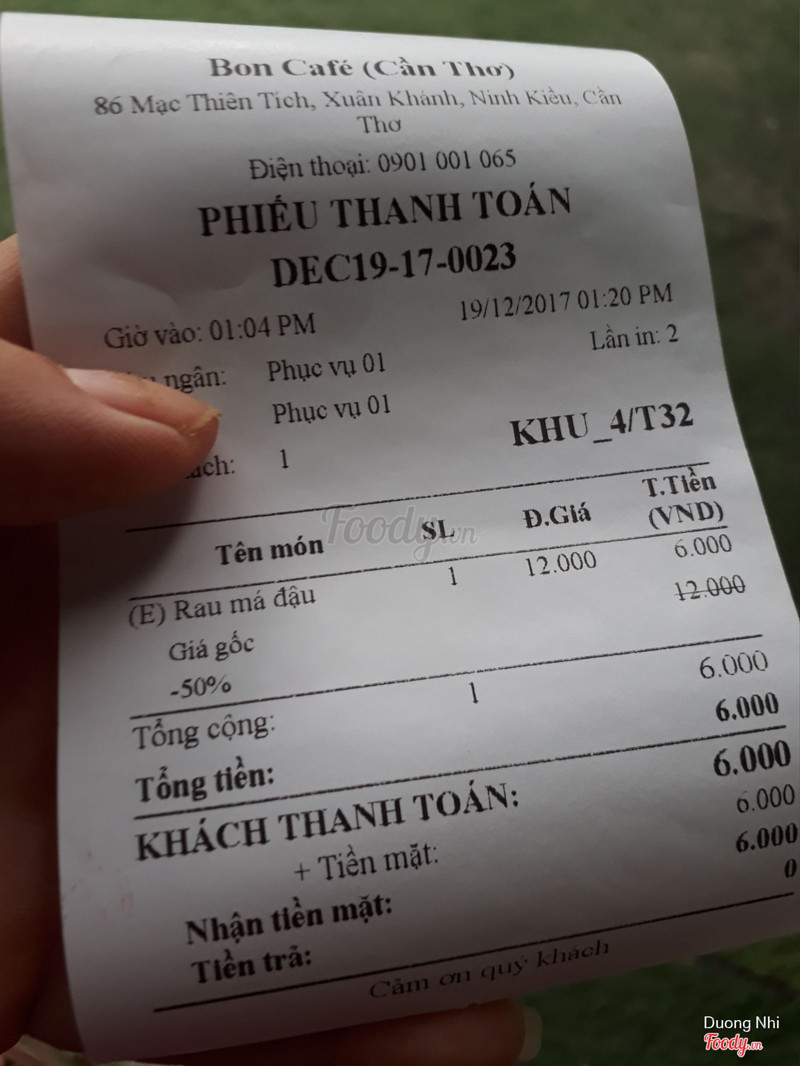 Bon Café (Cần Thơ)
86 Mạc Thiên Tích, Xuân Khánh, Ninh Kiều, Cần
Thơ
Điện thoại: 0901 001 065
PHIẾU THANH TOÁN
DEC19-17-0023
Giờ vào: 01:04 PM 19/12/2017 01:20 PM
ngân: Phục vụ 01 Lần in: 2
Phục vụ 01
1 KHU_4/T32
Tên món SL Đ.Giá T.Tiền
(VND)
(E) Rau má đậu 1 12.000 6.000
Giá gốc 12.000
-50%
Tổng cộng: 1 6.000
Tổng tiền: 6.000
KHÁCH THANH TOÁN: 6.000
+ Tiền mặt: 6.000
Nhận tiền mặt: 6.000
Tiền trả: 0
Cảm ơn quý khách
Foody.vn
Duong Nhi
Foody.vn